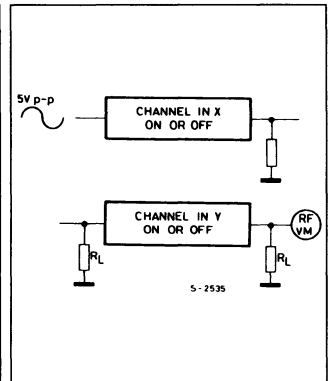 5V p-p
CHANNEL IN X
ON OR OFF
CHANNEL IN Y
ON OR OFF
RF
VM
RL
RL
S-2535